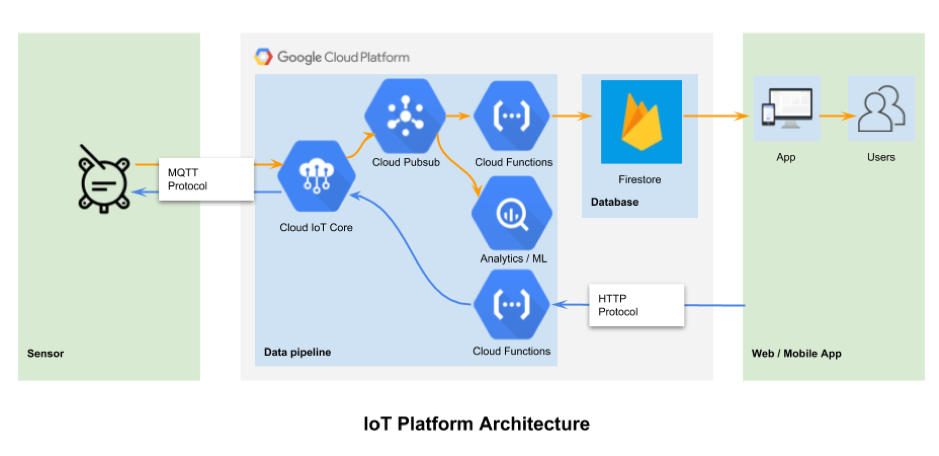 Google Cloud Platform
Cloud Pubsub
Cloud Functions
MQTT
Protocol
Cloud IoT Core
Analytics / ML
Cloud Functions
Data pipeline
Firestore
Database
HTTP
Protocol
App
Users
Sensor
Web / Mobile App
IoT Platform Architecture